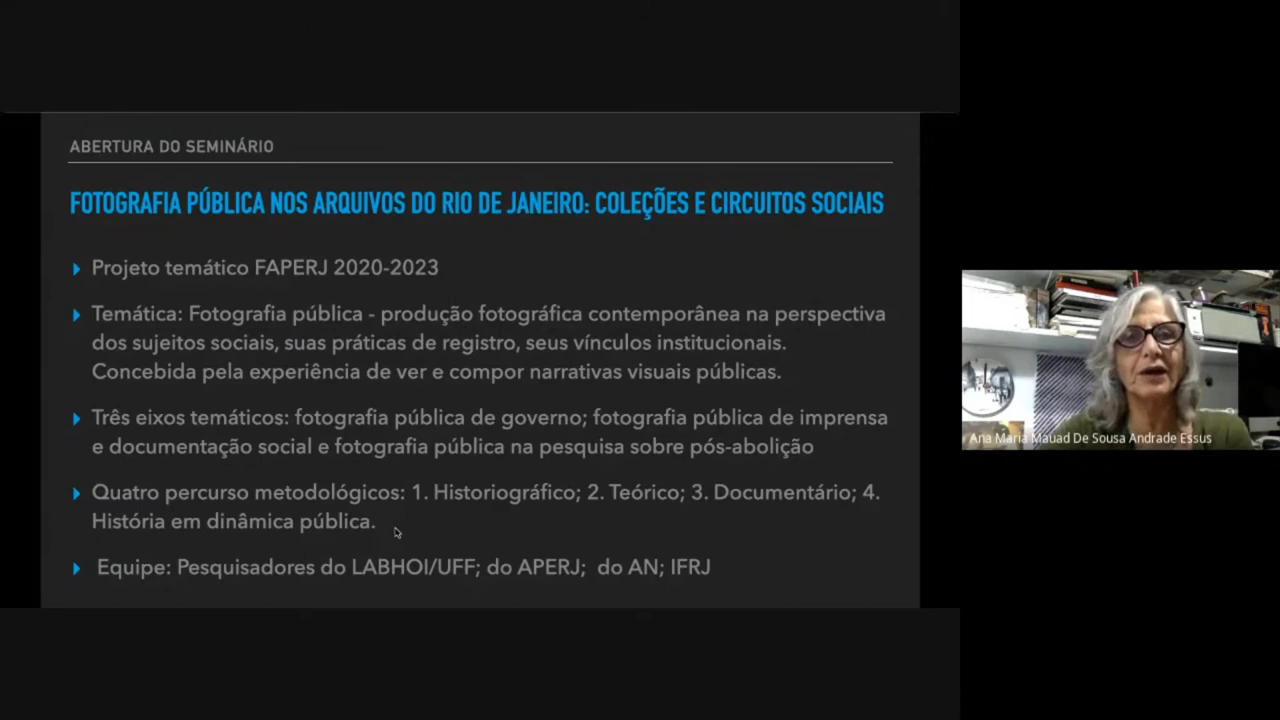 ABERTURA DO SEMINÁRIO
FOTOGRAFIA PÚBLICA NOS ARQUIVOS DO RIO DE JANEIRO: COLEÇÕES E CIRCUITOS SOCIAIS
Projeto temático FAPERJ 2020-2023
Temática: Fotografia pública - produção fotográfica contemporânea na perspectiva
dos sujeitos sociais, suas práticas de registro, seus vínculos institucionais.
Concebida pela experiência de ver e compor narrativas visuais públicas.
Três eixos temáticos: fotografia pública de governo; fotografia pública de imprensa
e documentação social e fotografia pública na pesquisa sobre pós-abolição
Quatro percurso metodológicos: 1. Historiográfico; 2. Teórico; 3. Documentário; 4.
História em dinâmica pública.
Equipe: Pesquisadores do LABHOI/UFF; do APERJ; do AN; IFRJ
Ana Maria Mauad De Sousa Andrade Essus